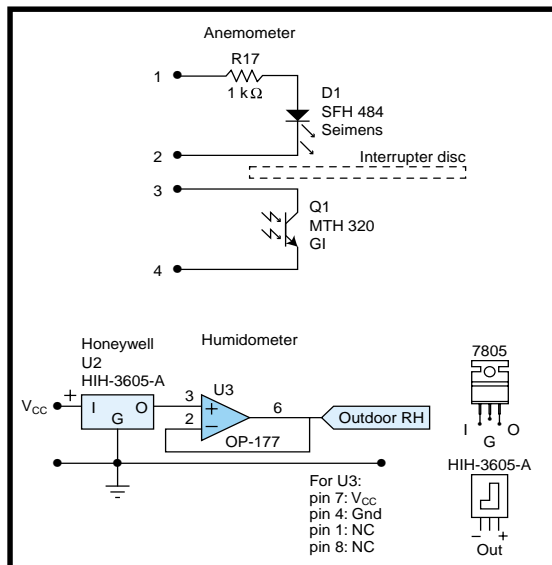 Anemometer
R17
1 kΩ
1
D1
SFH 484
Seimens
2
Interrupter disc
3
Q1
MTH 320
GI
4
Honeywell
U2
HIH-3605-A
Humidometer
7805
V_CC
+
I
O
G
3
2
+
−
U3
6
OP-177
Outdoor RH
I
G
O
HIH-3605-A
For U3:
pin 7: V_CC
pin 4: Gnd
pin 1: NC
pin 8: NC
− +
Out